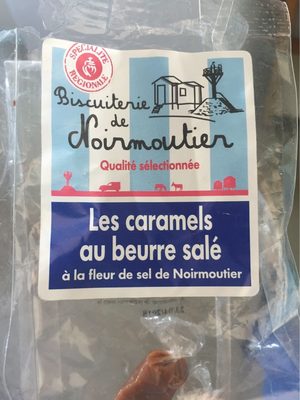 SPÉCIALITÉ
RÉGIONALE
Biscuiterie
de
Noirmoutier
Qualité sélectionnée
Les caramels
au beurre salé
à la fleur de sel de Noirmoutier